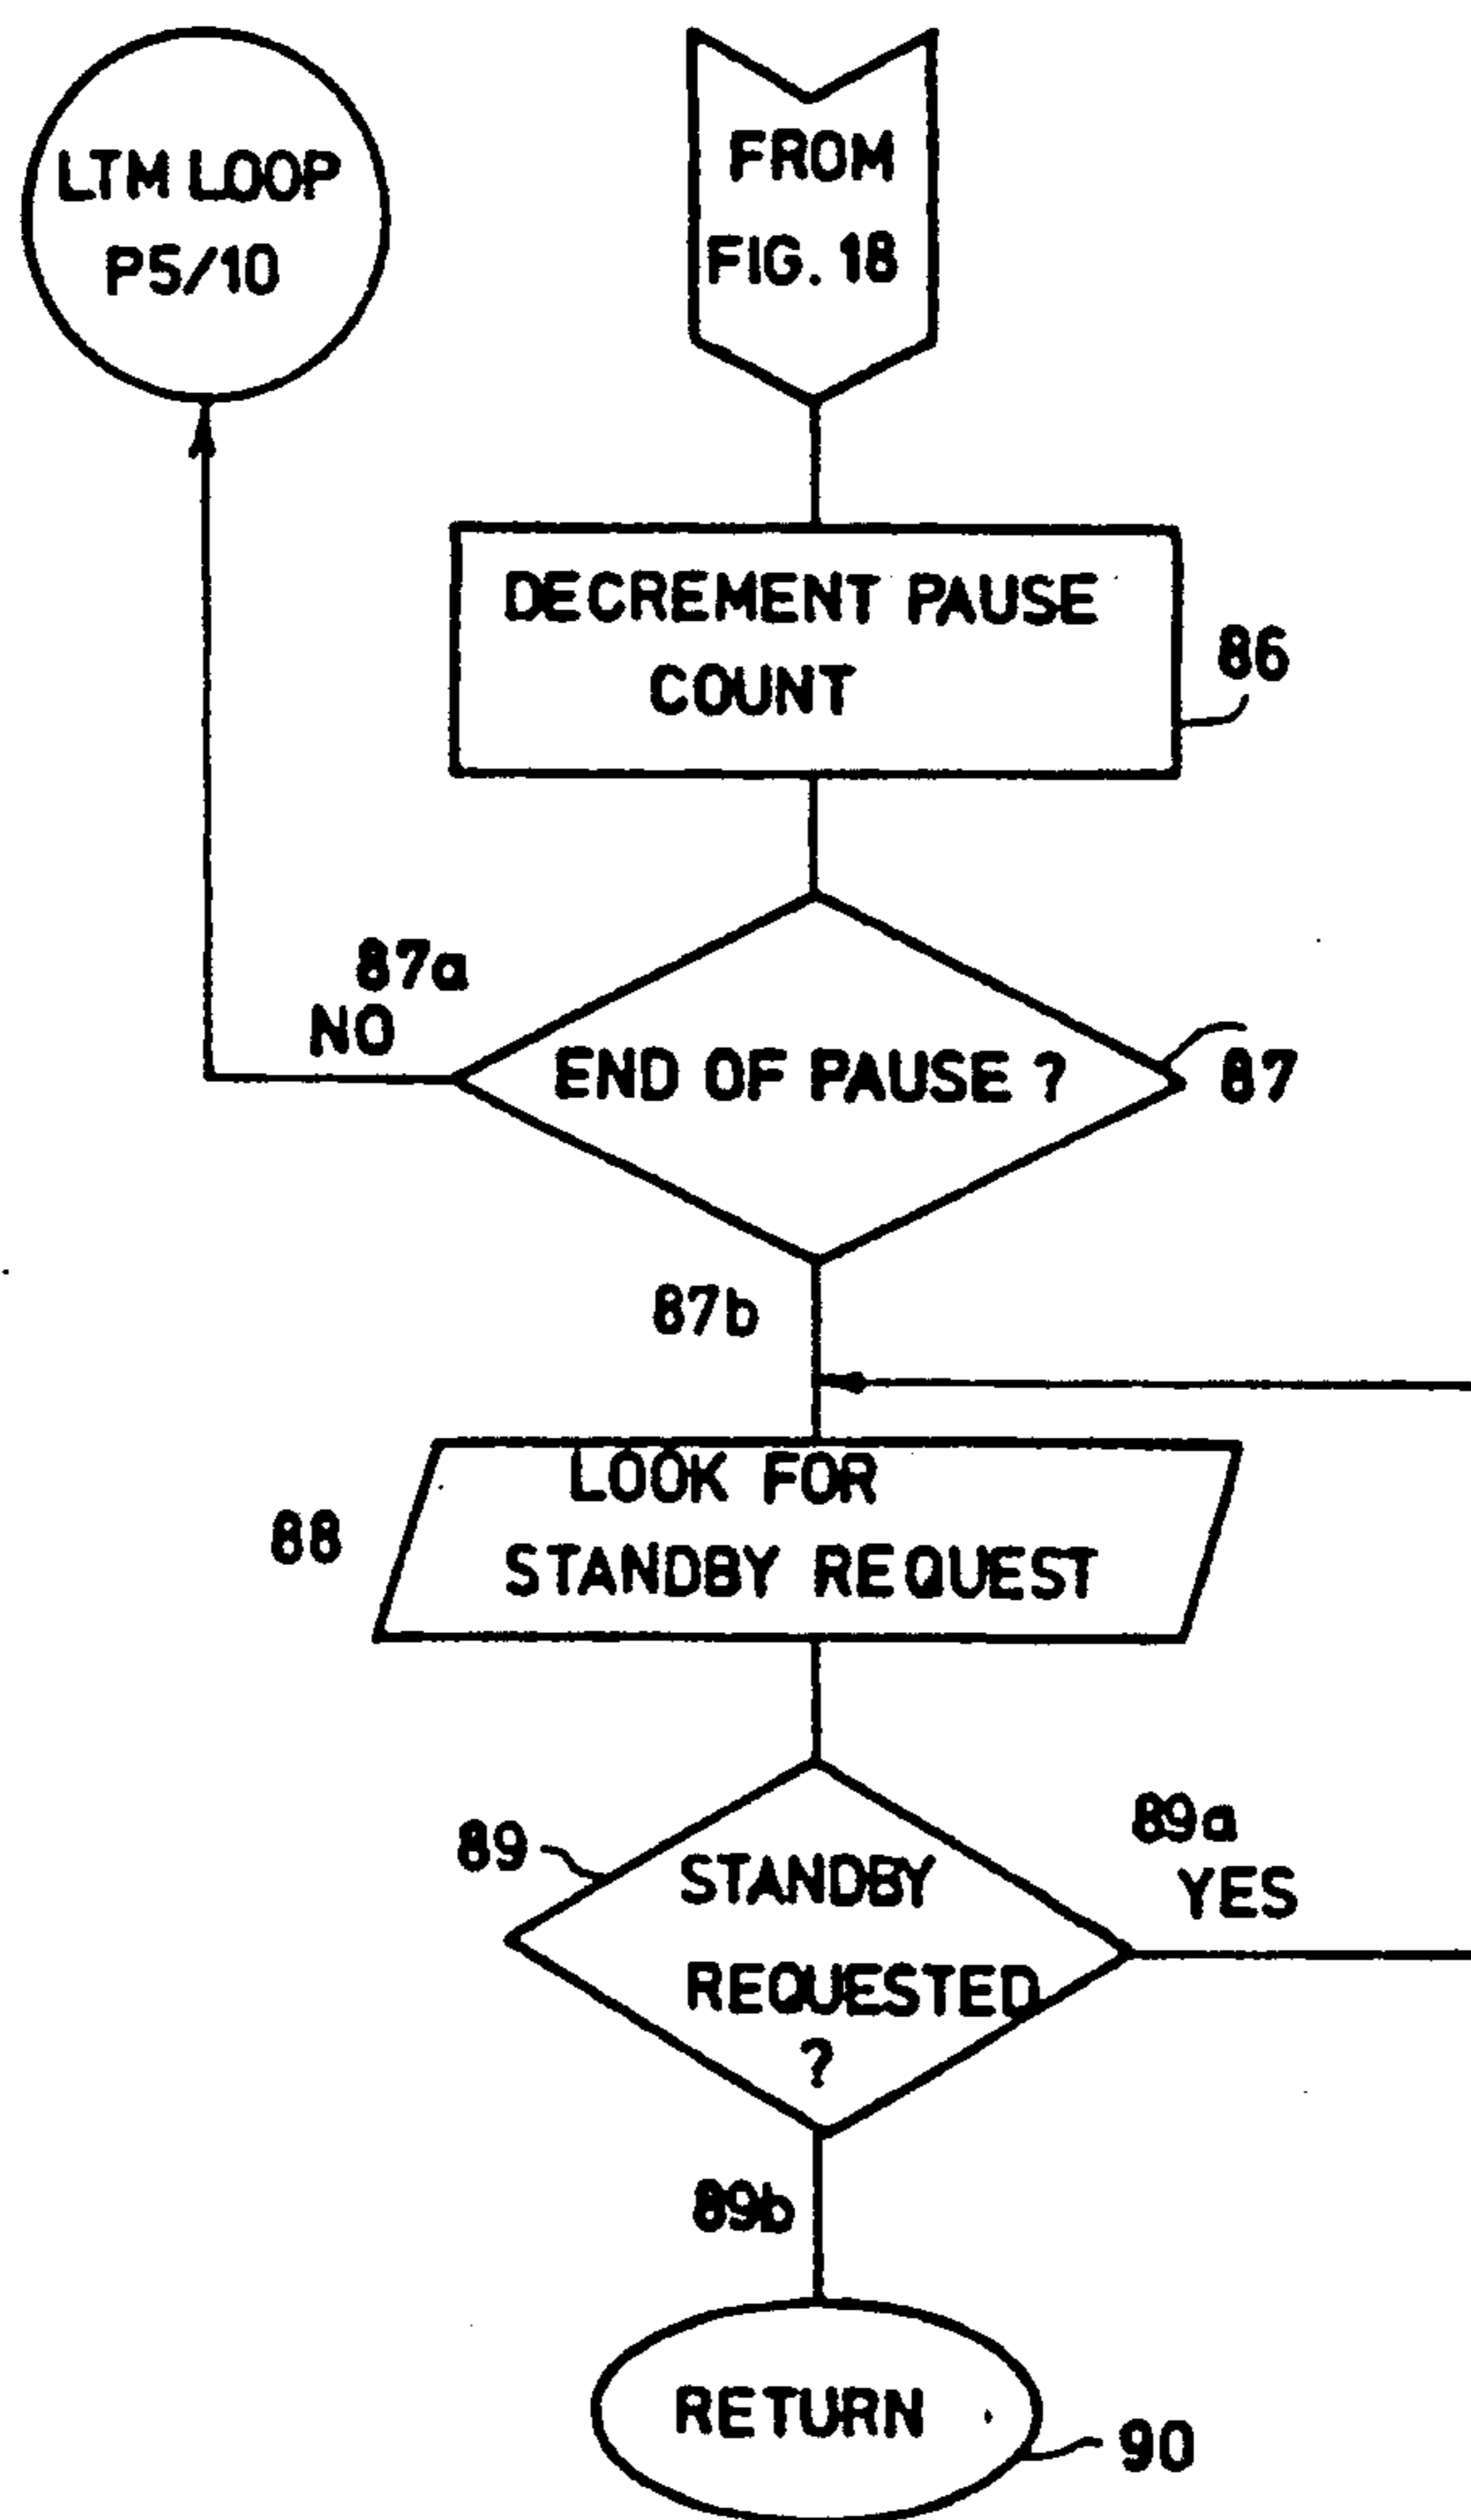 LTM LOOP
P5/10
FROM
FIG. 18
DECREMENT PAUSE
COUNT
86
87a
NO
END OF PAUSE ?
87
87b
LOOK FOR
STANDBY REQUEST
88
89
STANDBY
REQUESTED
?
89a
YES
89b
RETURN
90